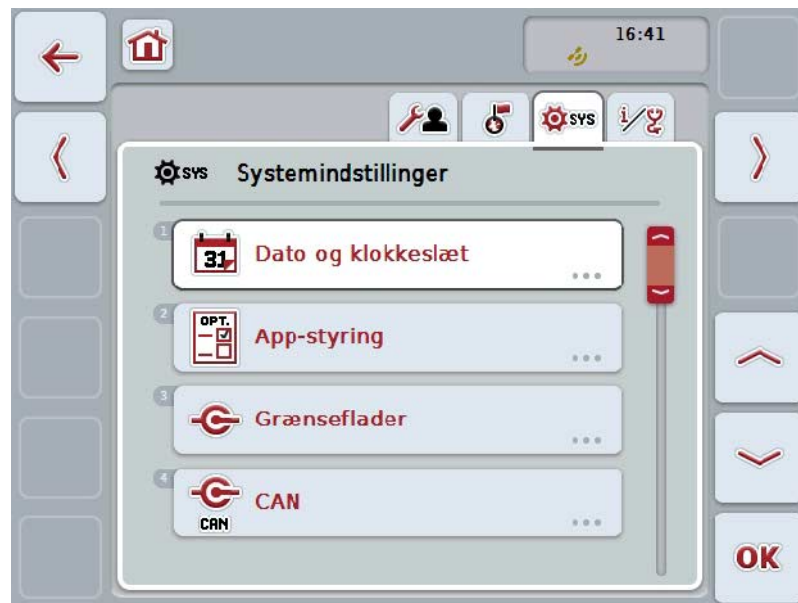 16:41
SYS
i/
SYS Systemindstillinger
1
31 Dato og klokkeslæt
...
2
OPT.
App-styring
...
3
Grænseflader
...
4
CAN
CAN
...
OK